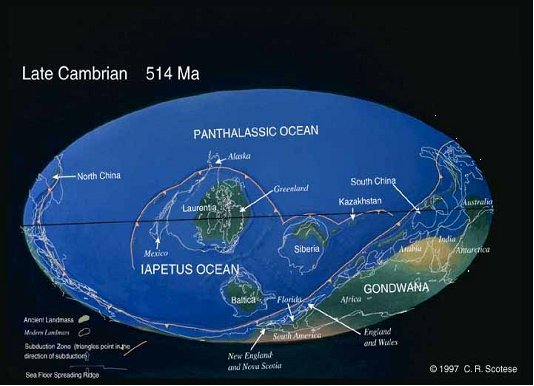 Late Cambrian 514 Ma
PANTHALASSIC OCEAN
Alaska
North China
Greenland
South China
Laurentia
Kazakhstan
Australia
Mexico
Siberia
India
Arabia
Antarctica
IAPETUS OCEAN
GONDWANA
Baltica
Florida
Africa
Ancient Landmass
Modern Landmass
South America
England
and Wales
Subduction Zone (triangles point in the
direction of subduction)
New England
and Nova Scotia
Sea Floor Spreading Ridge
© 1997 C. R. Scotese